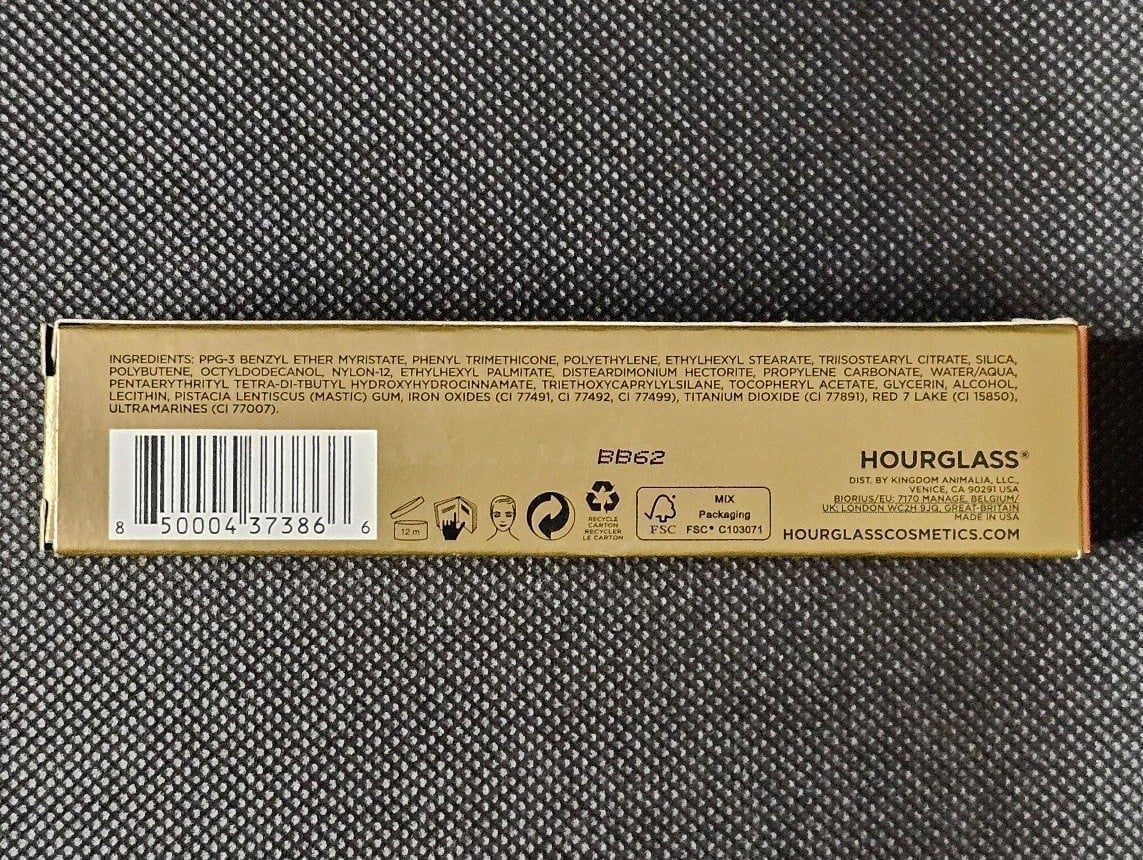 INGREDIENTS: PPG-3 BENZYL ETHER MYRISTATE, PHENYL TRIMETHICONE, POLYETHYLENE, ETHYLHEXYL STEARATE, TRIISOSTEARYL CITRATE, SILICA,
POLYBUTENE, OCTYLDODECANOL, NYLON-12, ETHYLHEXYL PALMITATE, DISTEARDIMONIUM HECTORITE, PROPYLENE CARBONATE, WATER/AQUA,
PENTAERYTHRITYL TETRA-DI-TBUTYL HYDROXYHYDROCINNAMATE, TRIETHOXYCAPRYLYLSILANE, TOCOPHERYL ACETATE, GLYCERIN, ALCOHOL,
LECITHIN, PISTACIA LENTISCUS (MASTIC) GUM, IRON OXIDES (CI 77491, CI 77492, CI 77499), TITANIUM DIOXIDE (CI 77891), RED 7 LAKE (CI 15850),
ULTRAMARINES (CI 77007).
8 50004 37386 6
12 m
BB62
RECYCLE
CARTON
RECYCLER
LE CARTON
FSC
MIX
Packaging
FSC® C103071
HOURGLASS®
DIST. BY KINGDOM ANIMALIA, LLC.,
VENICE, CA 90291 USA
BIORIUS/EU: 7170 MANAGE, BELGIUM/
UK: LONDON WC2H 9JQ, GREAT-BRITAIN
MADE IN USA
HOURGLASSCOSMETICS.COM